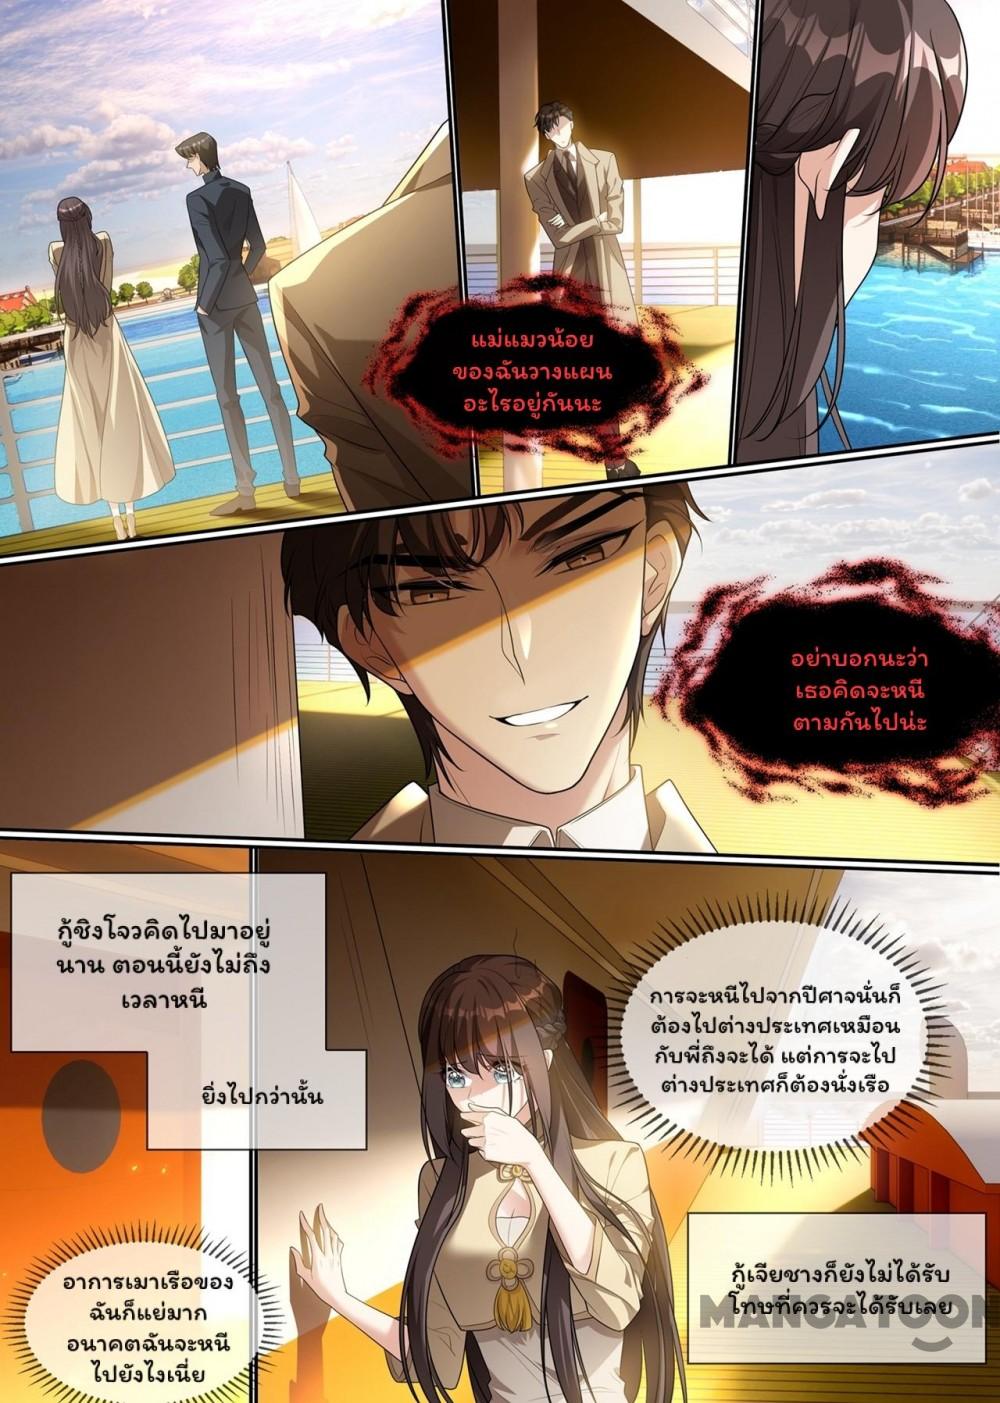 แม่แมวน้อย
ของฉันวางแผน
อะไรอยู่กันนะ
อย่าบอกนะว่า
เธอคิดจะหนี
ตามกันไปน่ะ
กู้ชิงโจวคิดไปมาอยู่
นาน ตอนนี้ยังไม่ถึง
เวลาหนี
ยิ่งไปกว่านั้น
การจะหนีไปจากปีศาจนั่นก็
ต้องไปต่างประเทศเหมือน
กับพี่ถึงจะได้ แต่การจะไป
ต่างประเทศก็ต้องนั่งเรือ
อาการเมาเรือของ
ฉันก็แย่มาก
อนาคตฉันจะหนี
ไปยังไงเนี่ย
กู้เจียชางก็ยังไม่ได้รับ
โทษที่ควรจะได้รับเลย
MANGATOON